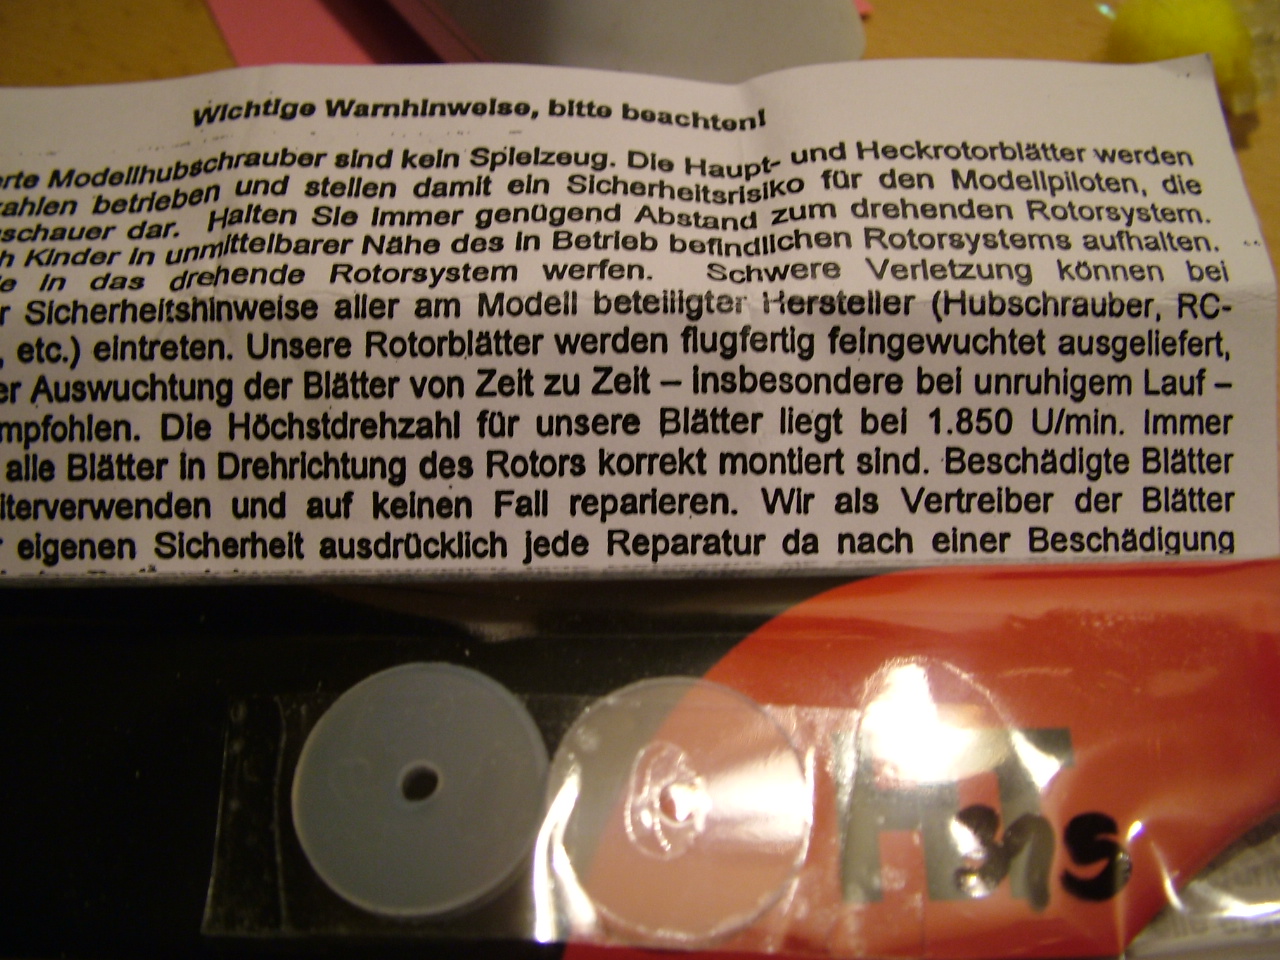 Wichtige Warnhinweise, bitte beachten!
erte Modellhubschrauber sind kein Spielzeug. Die Haupt- und Heckrotorblätter werden
zahlen betrieben und stellen damit ein Sicherheitsrisiko für den Modellpiloten, die
schauer dar. Halten Sie immer genügend Abstand zum drehenden Rotorsystem.
h Kinder in unmittelbarer Nähe des in Betrieb befindlichen Rotorsystems aufhalten.
e in das drehende Rotorsystem werfen. Schwere Verletzung können bei
r Sicherheitshinweise aller am Modell beteiligter Hersteller (Hubschrauber, RC-
, etc.) eintreten. Unsere Rotorblätter werden flugfertig feingewuchtet ausgeliefert,
er Auswuchtung der Blätter von Zeit zu Zeit – insbesondere bei unruhigem Lauf –
mpfohlen. Die Höchstdrehzahl für unsere Blätter liegt bei 1.850 U/min. Immer
alle Blätter in Drehrichtung des Rotors korrekt montiert sind. Beschädigte Blätter
iterverwenden und auf keinen Fall reparieren. Wir als Vertreiber der Blätter
r eigenen Sicherheit ausdrücklich jede Reparatur da nach einer Beschädigung